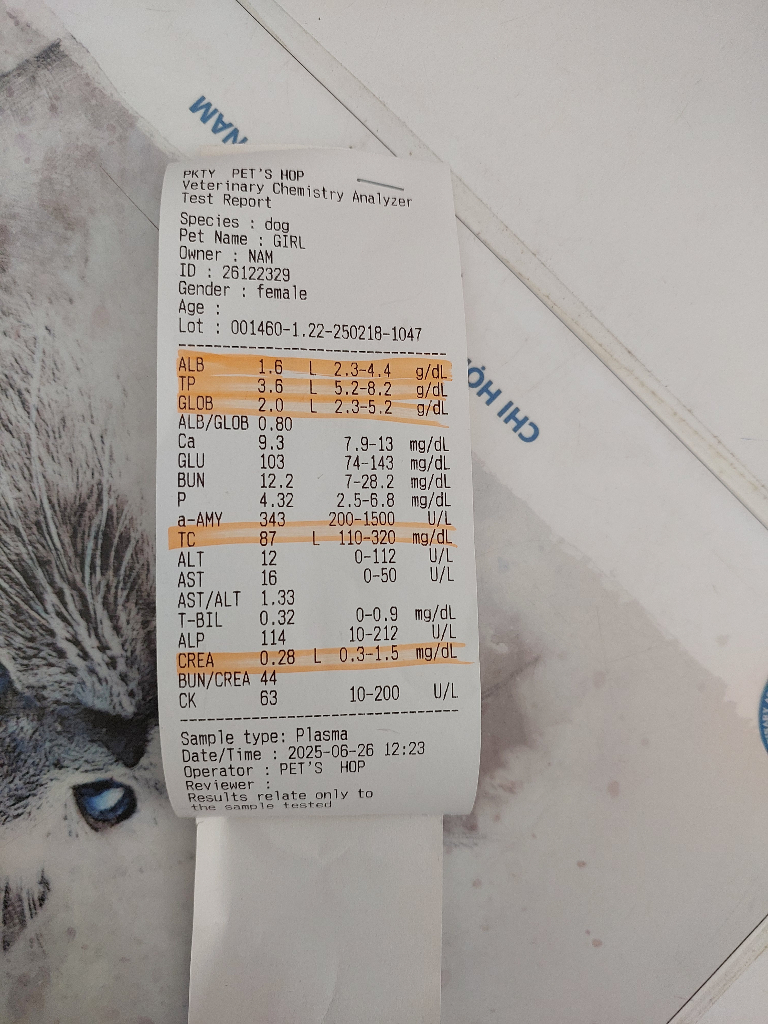 NAM
PKTY PET'S HOP
Veterinary Chemistry Analyzer
Test Report
Species : dog
Pet Name : GIRL
Owner : NAM
ID : 26122329
Gender : female
Age :
Lot : 001460-1.22-250218-1047
ALB 1.6 L 2.3-4.4 g/dL
TP 3.6 L 5.2-8.2 g/dL
GLOB 2.0 L 2.3-5.2 g/dL
ALB/GLOB 0.80
Ca 9.3 7.9-13 mg/dL
GLU 103 74-143 mg/dL
BUN 12.2 7-28.2 mg/dL
P 4.32 2.5-6.8 mg/dL
a-AMY 343 200-1500 U/L
TC 87 L 110-320 mg/dL
ALT 12 0-112 U/L
AST 16 0-50 U/L
AST/ALT 1.33
T-BIL 0.32 0-0.9 mg/dL
ALP 114 10-212 U/L
CREA 0.28 L 0.3-1.5 mg/dL
BUN/CREA 44
CK 63 10-200 U/L
Sample type: Plasma
Date/Time : 2025-06-26 12:23
Operator : PET'S HOP
Reviewer :
Results relate only to
the sample tested
CHI HỘI